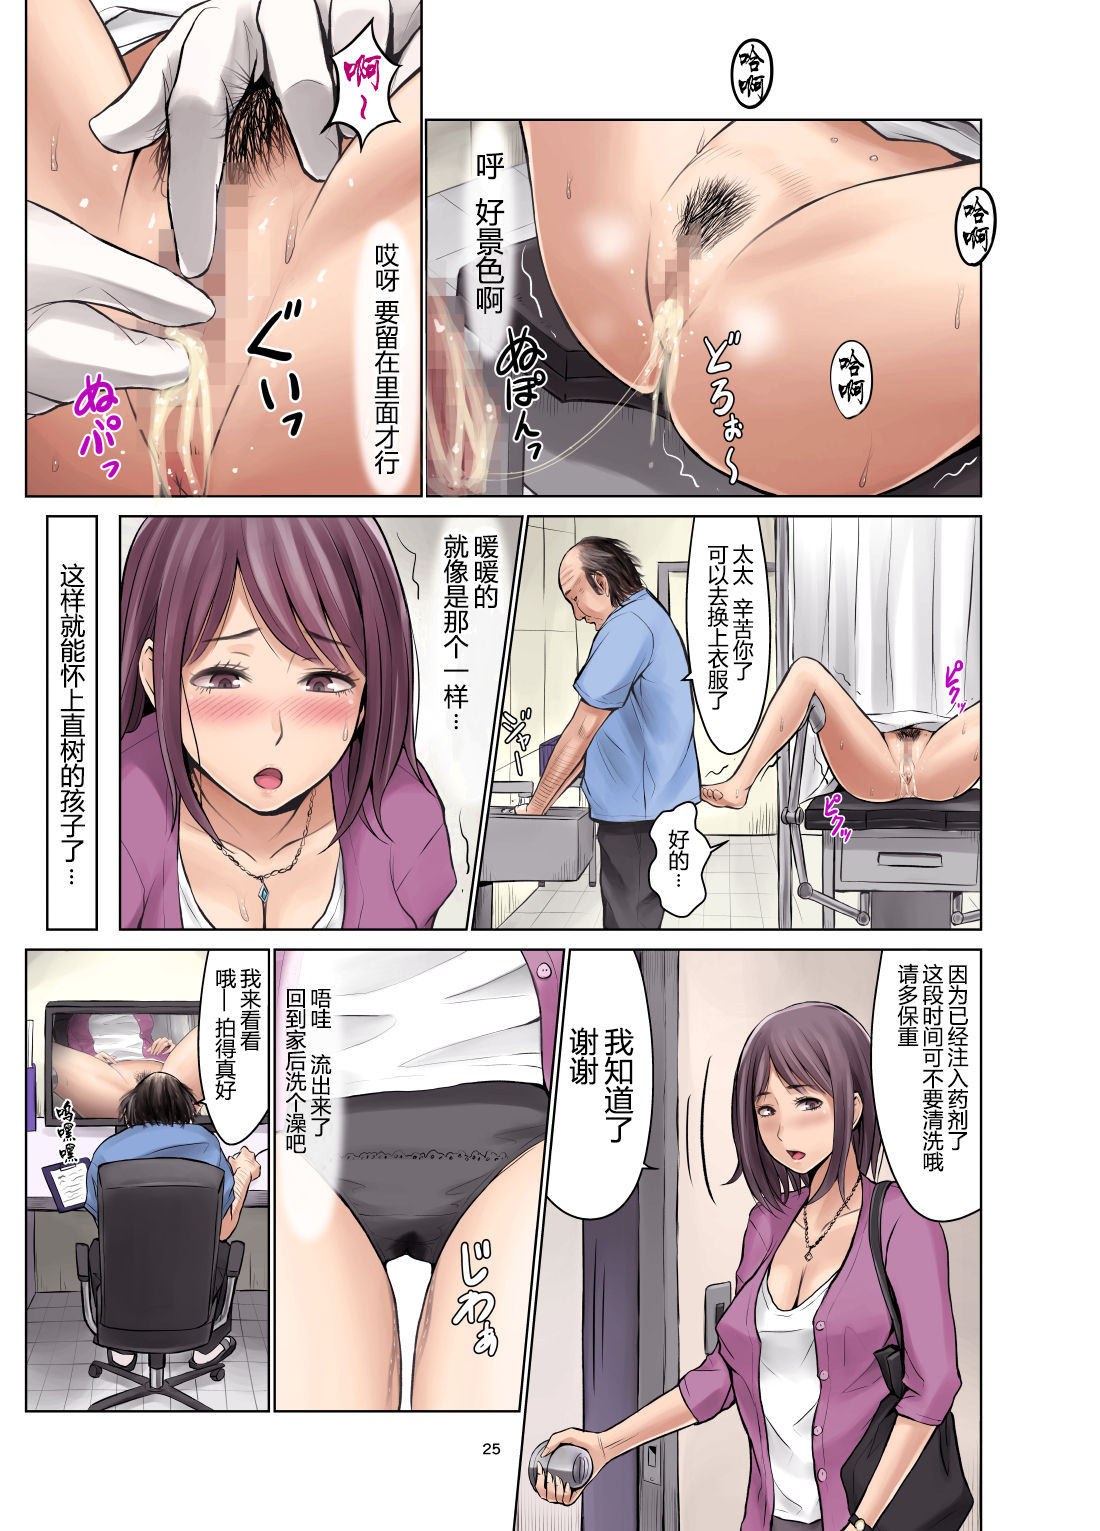 哈
啊
哈
啊
哈
啊
呼 好景色啊
ぬぽんっ
どろぉ～
啊～
哎呀 要留在里面才行
ぐいっ
ぬぷっ
太太 辛苦你了
可以去换上衣服了
ピクッ
ピクッ
好的…
ジャー
暖暖的
就像是那个一样…
这样就能怀上直树的孩子了…
因为已经注入药剂了
这段时间可不要清洗哦
请多保重
我知道了
谢谢
唔哇 流出来了
回到家后洗个澡吧
じわぁ
我来看看
哦—拍得真好
呜嘿嘿
25